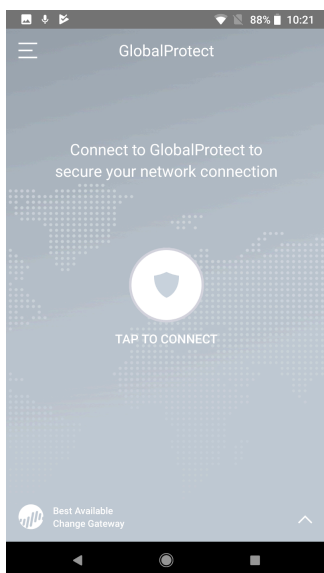 88% 10:21
GlobalProtect
Connect to GlobalProtect to
secure your network connection
TAP TO CONNECT
Best Available
Change Gateway